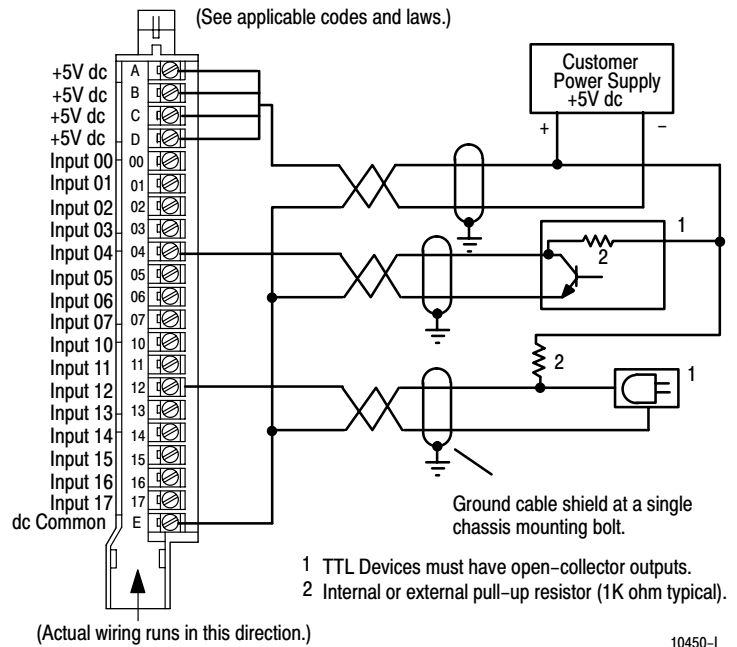 (See applicable codes and laws.)
Customer
Power Supply
+5V dc
+ −
+5V dc A
+5V dc B
+5V dc C
+5V dc D
Input 00 00
Input 01 01
Input 02 02
Input 03 03
Input 04 04
Input 05 05
Input 06 06
Input 07 07
Input 10 10
Input 11 11
Input 12 12
Input 13 13
Input 14 14
Input 15 15
Input 16 16
Input 17 17
dc Common E
1
2
2
1
Ground cable shield at a single
chassis mounting bolt.
1 TTL Devices must have open−collector outputs.
2 Internal or external pull−up resistor (1K ohm typical).
(Actual wiring runs in this direction.)
10450−I